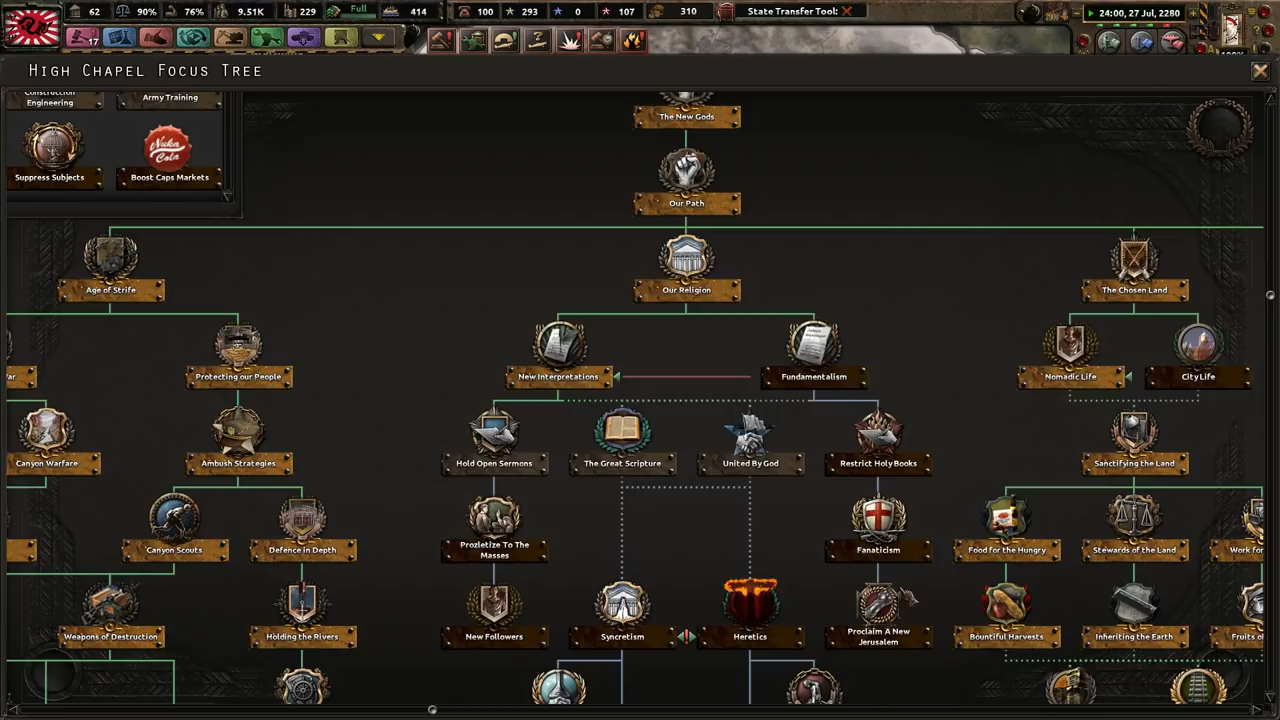 62 90% 76% 9.51K 229 Full 414 100 293 0 107 310 State Transfer Tool: 24:00, 27 Jul, 2280
17
HIGH CHAPEL FOCUS TREE
Construction
Engineering
Army Training
Suppress Subjects
Nuka
Cola
Boost Caps Markets
The New Gods
Our Path
Age of Strife
Our Religion
The Chosen Land
Protecting our People
New Interpretations
Fundamentalism
Nomadic Life
City Life
Canyon Warfare
Ambush Strategies
Hold Open Sermons
The Great Scripture
United By God
Restrict Holy Books
Sanctifying the Land
Canyon Scouts
Defence in Depth
Prozletize To The
Masses
Fanaticism
Food for the Hungry
Stewards of the Land
Work for
Weapons of Destruction
Holding the Rivers
New Followers
Syncretism
Heretics
Proclaim A New
Jerusalem
Bountiful Harvests
Inheriting the Earth
Fruits o